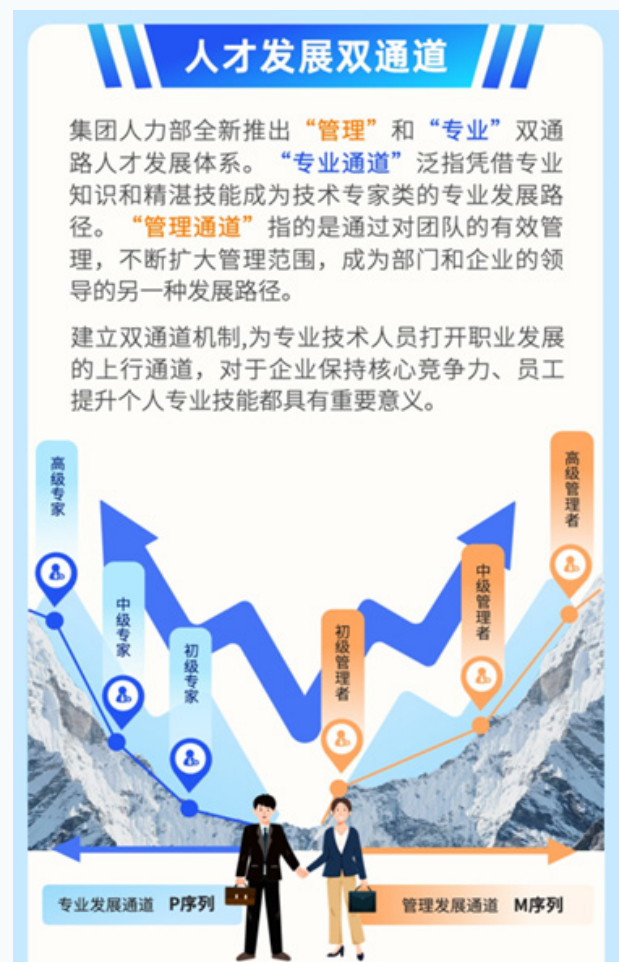 人才发展双通道
集团人力部全新推出“管理”和“专业”双通
路人才发展体系。“专业通道”泛指凭借专业
知识和精湛技能成为技术专家类的专业发展路
径。“管理通道”指的是通过对团队的有效管
理，不断扩大管理范围，成为部门和企业的领
导的另一种发展路径。
建立双通道机制,为专业技术人员打开职业发展
的上行通道，对于企业保持核心竞争力、员工
提升个人专业技能都具有重要意义。
高级专家
中级专家
初级专家
初级管理者
中级管理者
高级管理者
专业发展通道 P序列
管理发展通道 M序列